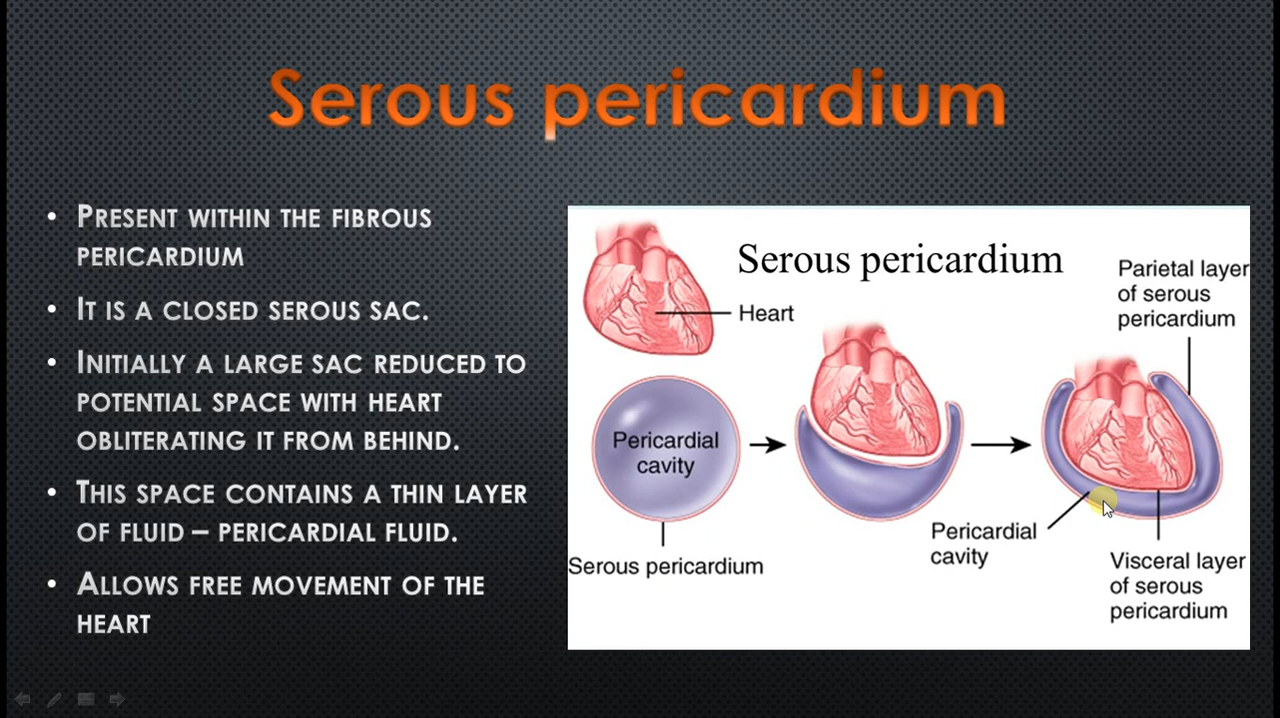 Serous pericardium
• Present within the fibrous
pericardium
• It is a closed serous sac.
• Initially a large sac reduced to
potential space with heart
obliterating it from behind.
• This space contains a thin layer
of fluid – pericardial fluid.
• Allows free movement of the
heart
Serous pericardium
Heart
Parietal layer
of serous
pericardium
Pericardial
cavity
Serous pericardium
Pericardial
cavity
Visceral layer
of serous
pericardium